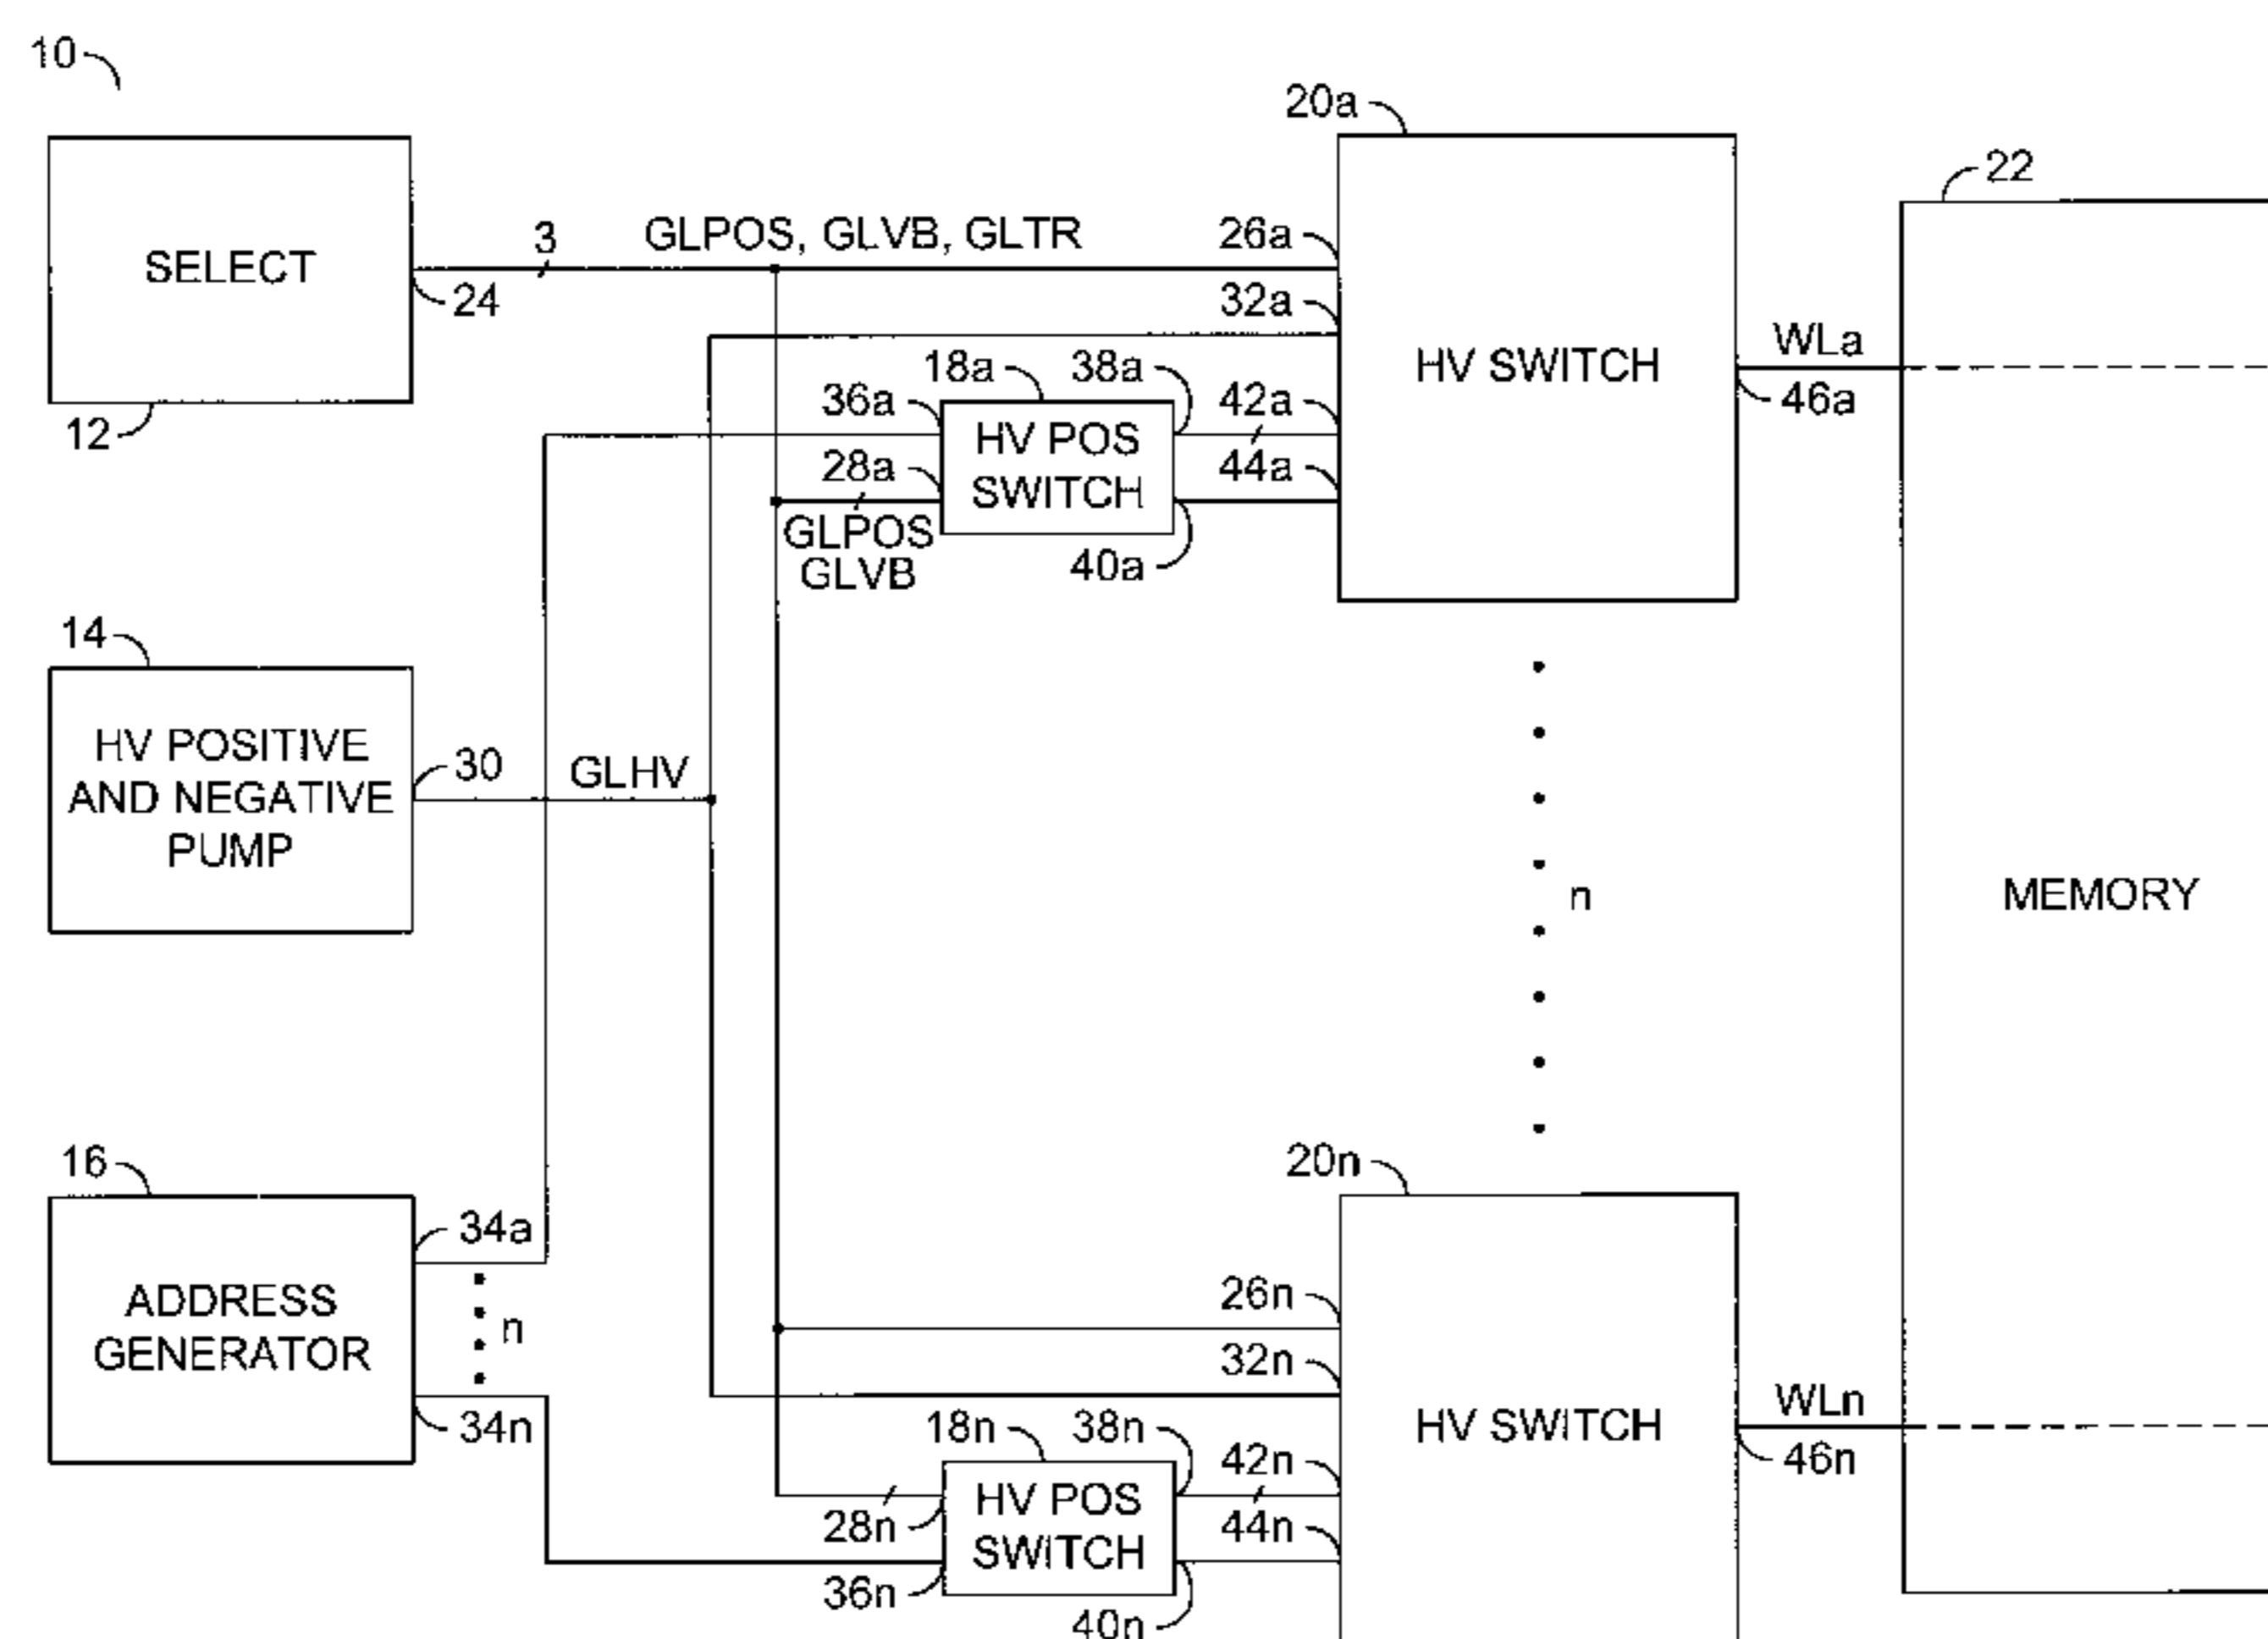 10
20a
22
SELECT
3
GLPOS, GLVB, GLTR
26a
24
32a
HV SWITCH
WLa
18a
38a
36a
42a
46a
12
HV POS
SWITCH
28a
44a
GLPOS
GLVB
40a
14
HV POSITIVE
AND NEGATIVE
PUMP
30
GLHV
n
MEMORY
16
20n
34a
ADDRESS
GENERATOR
n
26n
32n
34n
HV SWITCH
WLn
18n
38n
42n
46n
28n
HV POS
SWITCH
44n
36n
40n